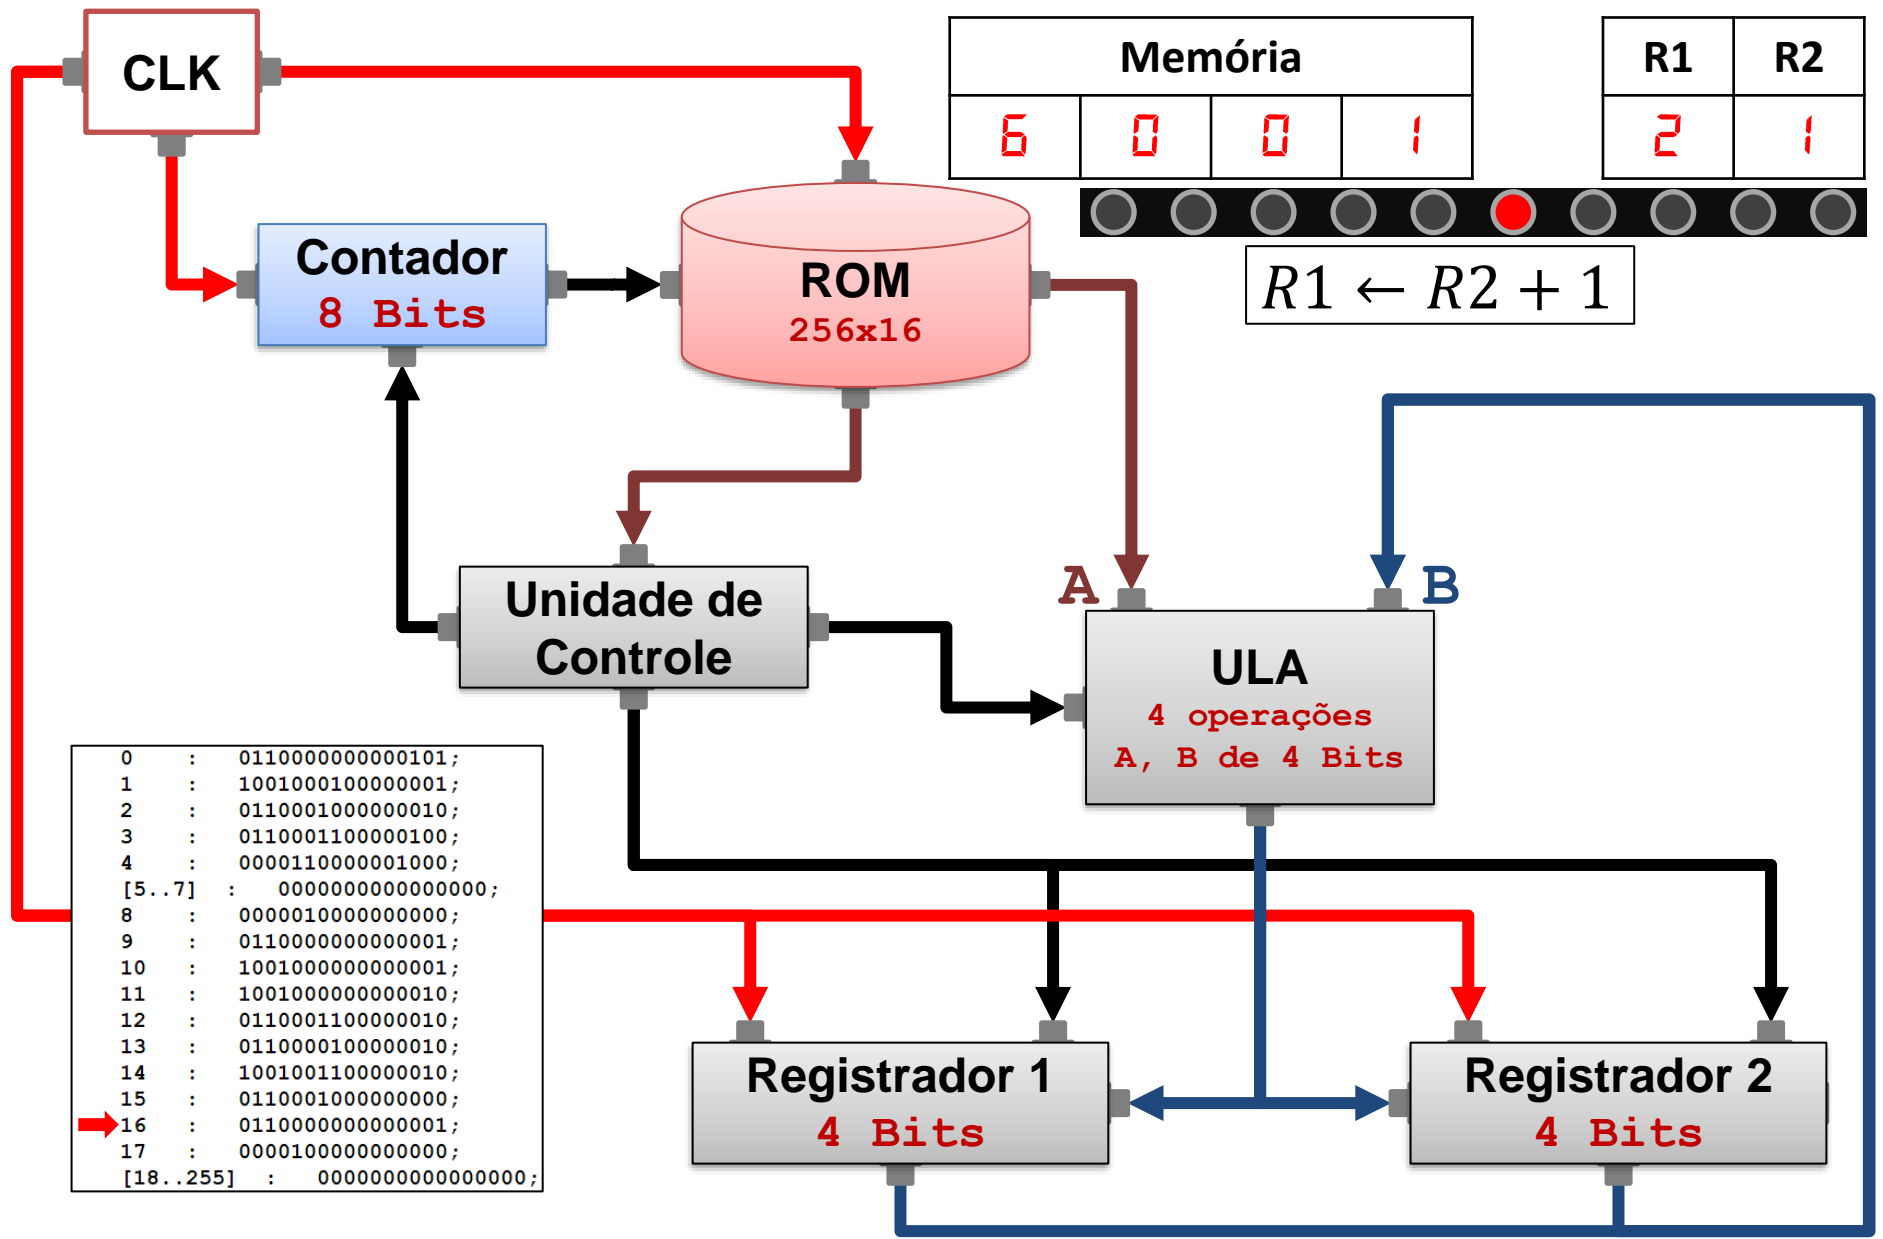 CLK
Memória
R1 R2
6 0 0 1
2 1
Contador
8 Bits
ROM
256x16
R1 ← R2 + 1
A
B
Unidade de
Controle
ULA
4 operações
A, B de 4 Bits
0 : 0110000000000101;
1 : 1001000100000001;
2 : 0110001000000010;
3 : 0110001100000100;
4 : 0000110000001000;
[5..7] : 0000000000000000;
8 : 0000010000000000;
9 : 0110000000000001;
10 : 1001000000000001;
11 : 1001000000000010;
12 : 0110001100000010;
13 : 0110000100000010;
14 : 1001001100000010;
15 : 0110001000000000;
16 : 0110000000000001;
17 : 0000100000000000;
[18..255] : 0000000000000000;
Registrador 1
4 Bits
Registrador 2
4 Bits